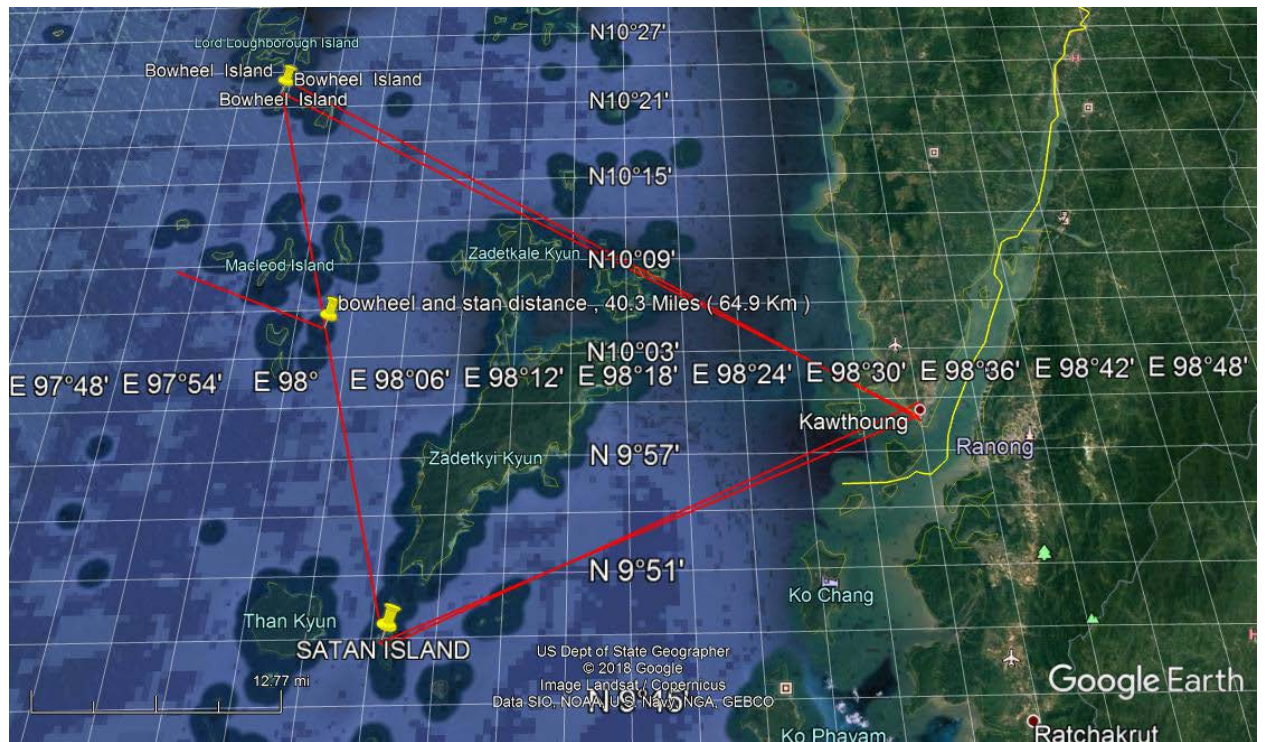 N10°27'
Lord Loughborough Island
Bowheel Island
Bowheel Island
Bowheel Island
N10°21'
N10°15'
Zadetkale Kyun
N10°09'
Macleod Island
bowheel and stan distance , 40.3 Miles ( 64.9 Km )
N10°03'
E 97°48' E 97°54' E 98° E 98°06' E 98°12' E 98°18' E 98°24' E 98°30' E 98°36' E 98°42' E 98°48'
Kawthoung
Ranong
Zadetkyi Kyun
N 9°57'
N 9°51'
Ko Chang
Than Kyun
SATAN ISLAND
US Dept of State Geographer
© 2018 Google
Image Landsat / Copernicus
Data SIO, NOAA, U.S. Navy, NGA, GEBCO
N 9°45'
12.77 mi
Google Earth
Ko Phayam
Ratchakrut